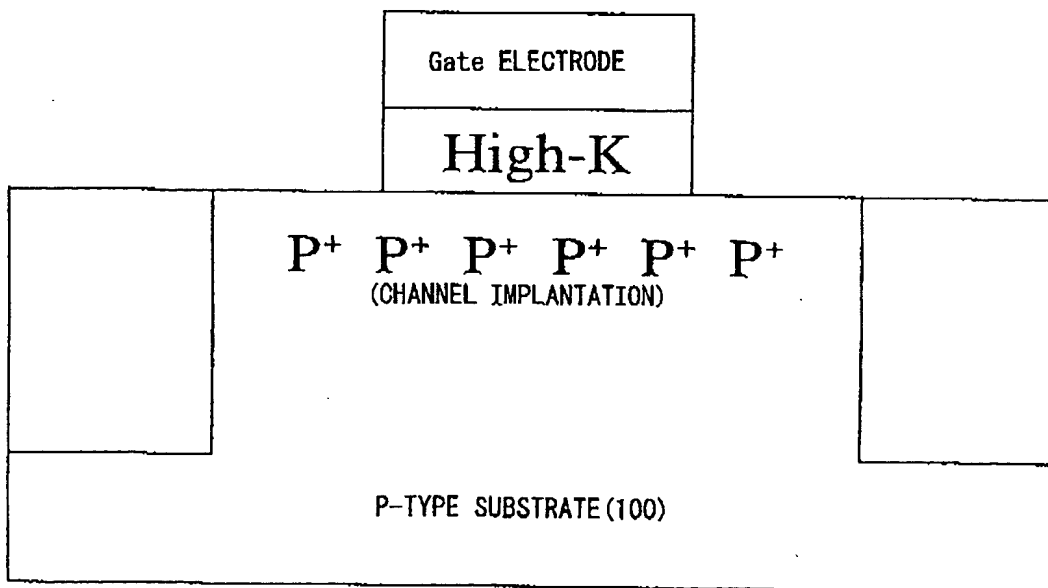 Gate ELECTRODE
High-K
P+ P+ P+ P+ P+ P+
(CHANNEL IMPLANTATION)
P-TYPE SUBSTRATE(100)